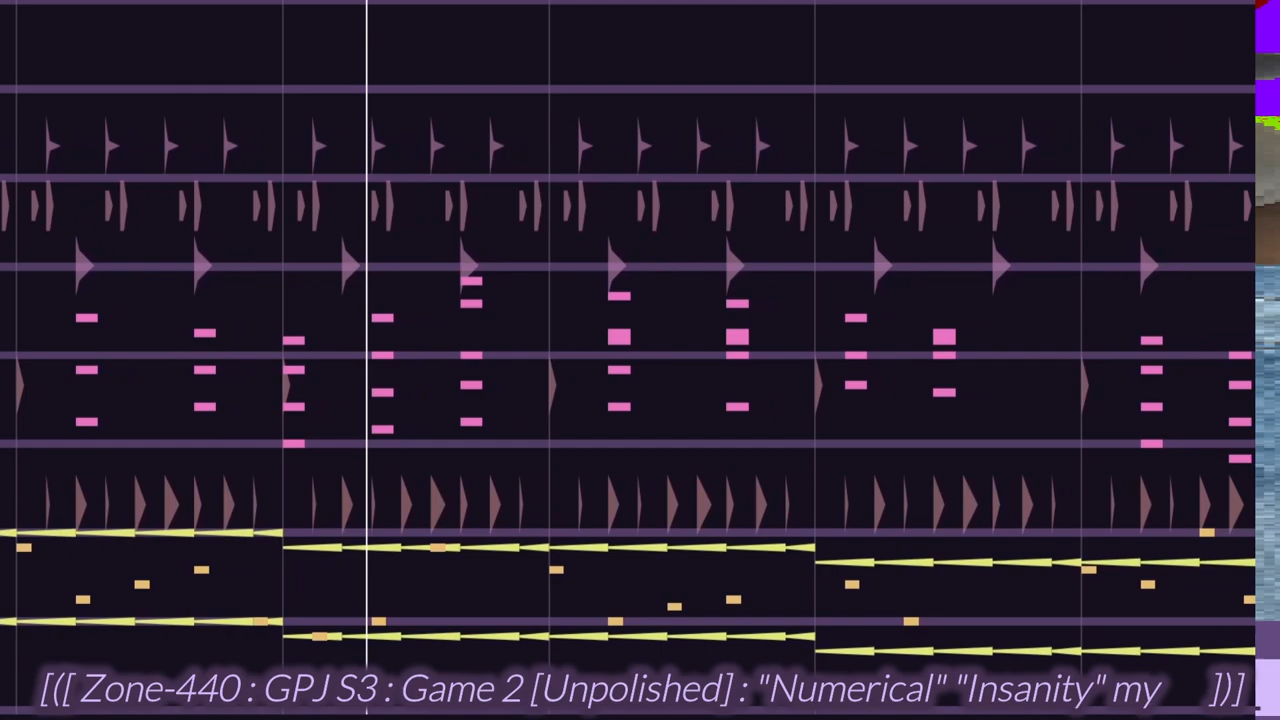 [([ Zone-440 : GPJ S3 : Game 2 [Unpolished] : "Numerical" "Insanity" my ])]